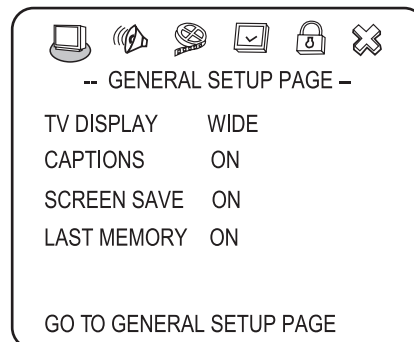 -- GENERAL SETUP PAGE –
TV DISPLAY WIDE
CAPTIONS ON
SCREEN SAVE ON
LAST MEMORY ON
GO TO GENERAL SETUP PAGE